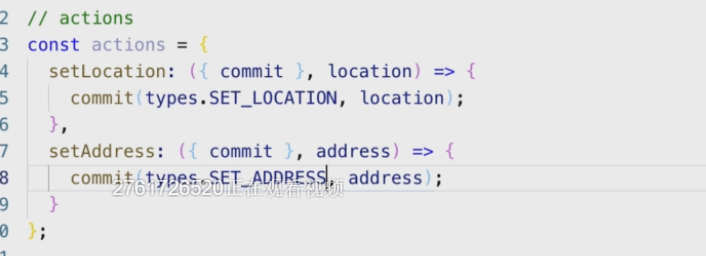 2 // actions
3 const actions = {
4 setLocation: ({ commit }, location) => {
5 commit(types.SET_LOCATION, location);
6 },
7 setAddress: ({ commit }, address) => {
8 commit(types.SET_ADDRESS, address);
2761726520正在观看视频
9 }
0 };